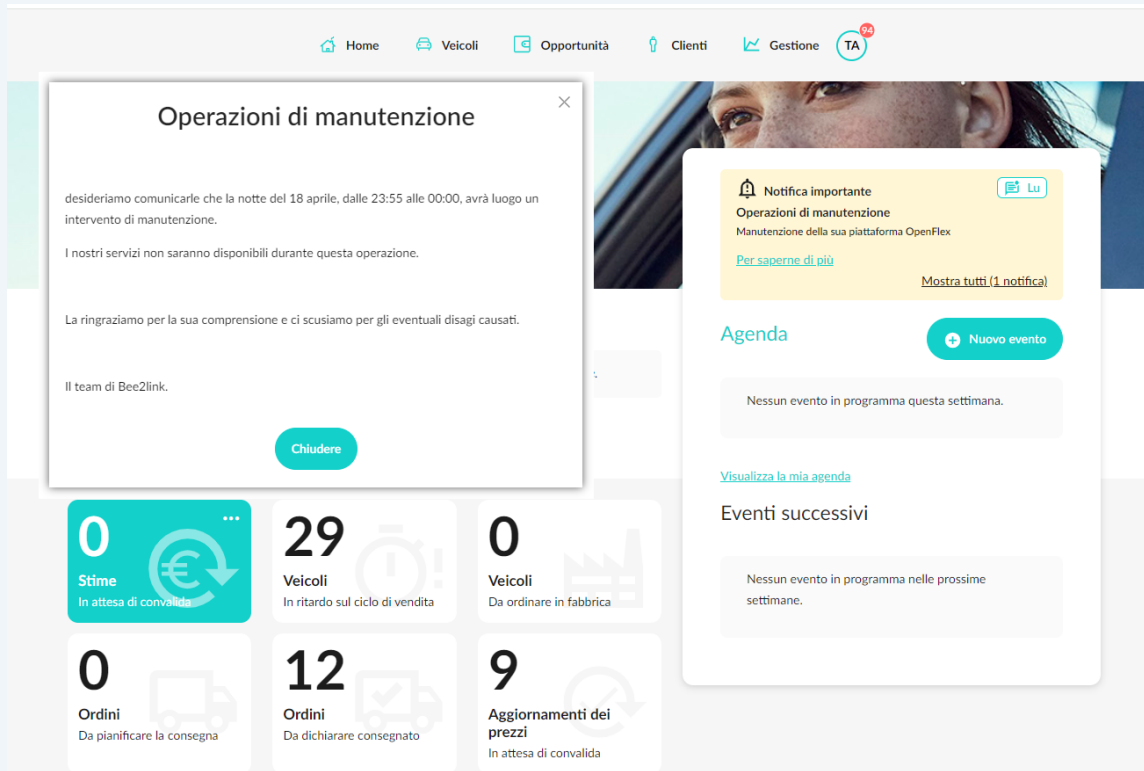 Home
Veicoli
Opportunità
Clienti
Gestione
TA
94
Operazioni di manutenzione
desideriamo comunicarle che la notte del 18 aprile, dalle 23:55 alle 00:00, avrà luogo un
intervento di manutenzione.
I nostri servizi non saranno disponibili durante questa operazione.
La ringraziamo per la sua comprensione e ci scusiamo per gli eventuali disagi causati.
Il team di Bee2link.
Chiudere
Notifica importante
Lu
Operazioni di manutenzione
Manutenzione della sua piattaforma OpenFlex
Per saperne di più
Mostra tutti (1 notifica)
Agenda
Nuovo evento
Nessun evento in programma questa settimana.
Visualizza la mia agenda
Eventi successivi
Nessun evento in programma nelle prossime
settimane.
0
Stime
In attesa di convalida
29
Veicoli
In ritardo sul ciclo di vendita
0
Veicoli
Da ordinare in fabbrica
0
Ordini
Da pianificare la consegna
12
Ordini
Da dichiarare consegnato
9
Aggiornamenti dei
prezzi
In attesa di convalida